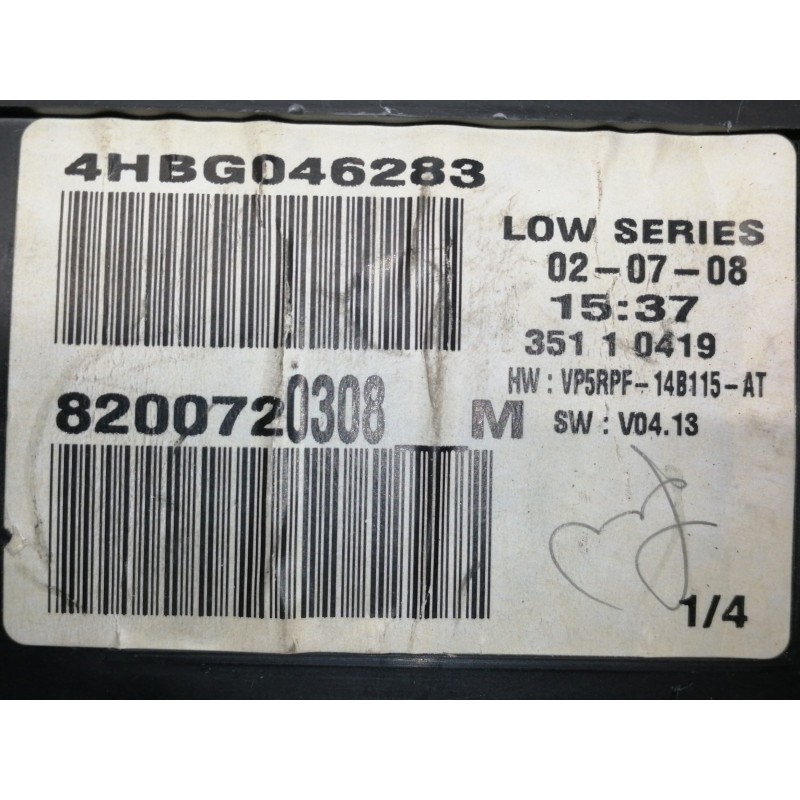 4HBG046283
LOW SERIES
02-07-08
15:37
351 1 0419
HW : VP5RPF-14B115-AT
8200720308__M
SW : V04.13
1/4